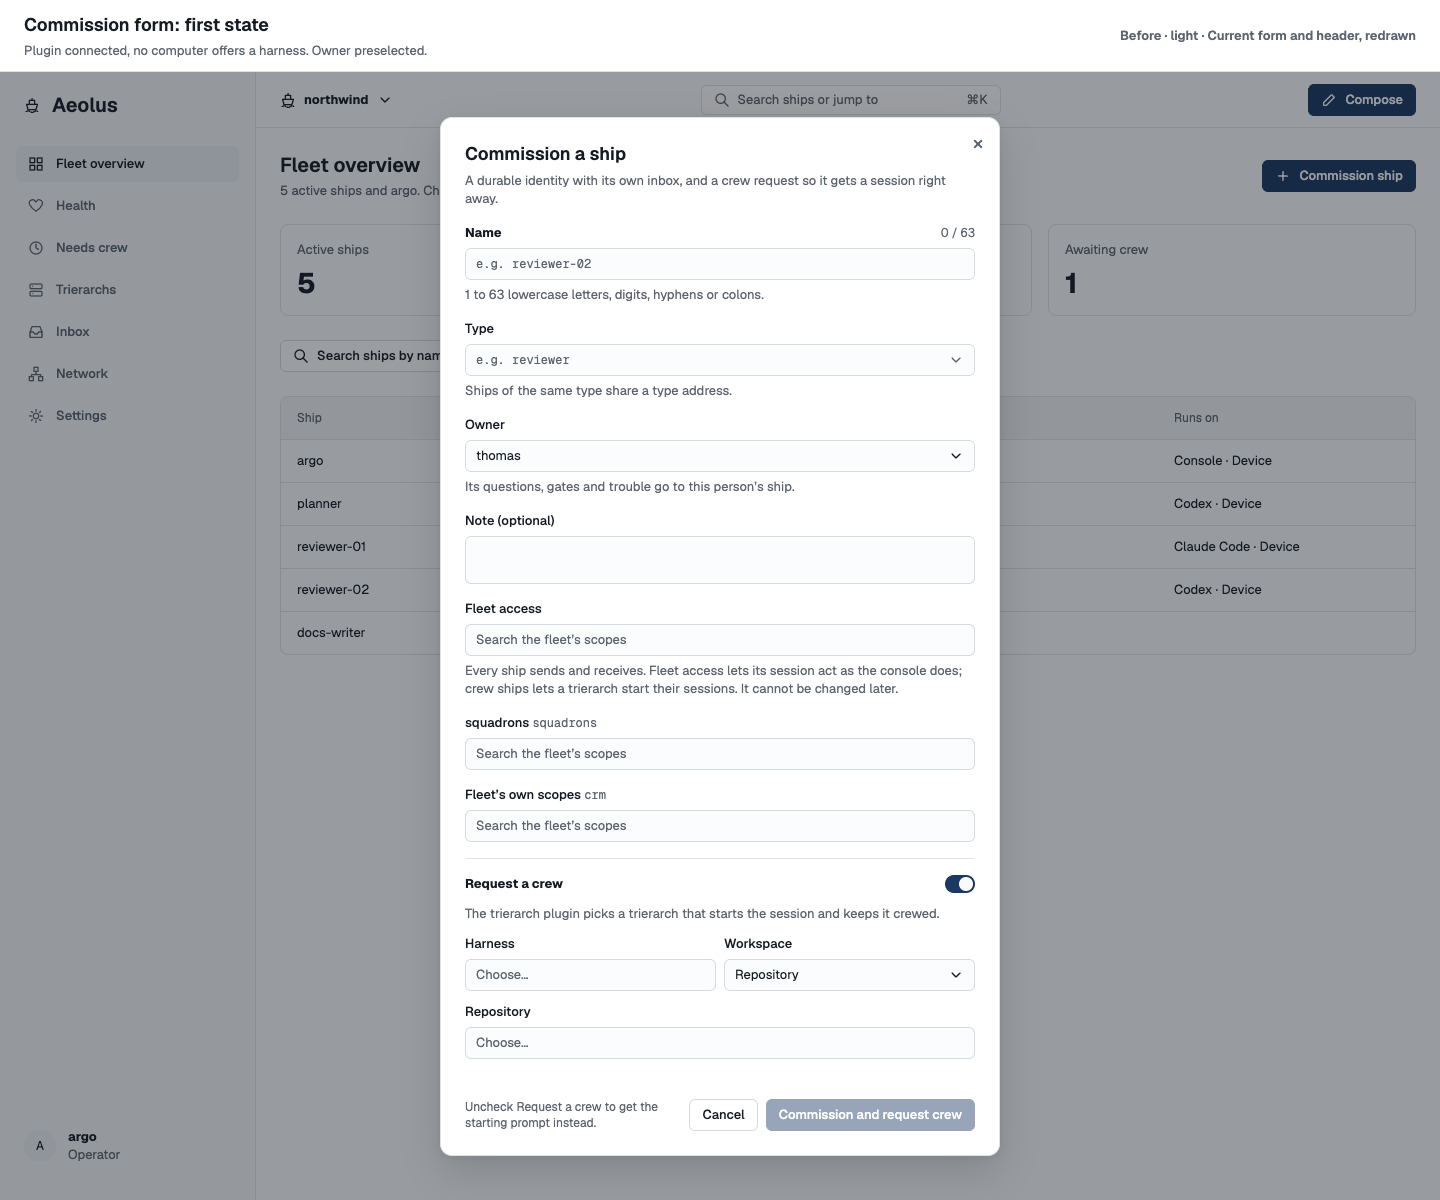 Commission form: first state
Plugin connected, no computer offers a harness. Owner preselected.
Before · light · Current form and header, redrawn
Aeolus
northwind
Search ships or jump to
⌘K
Compose
Fleet overview
Health
Needs crew
Trierarchs
Inbox
Network
Settings
argo
Operator
A
Fleet overview
5 active ships and argo. Ch
Commission ship
Active ships
5
Awaiting crew
1
Search ships by nam
Ship
Runs on
argo
Console · Device
planner
Codex · Device
reviewer-01
Claude Code · Device
reviewer-02
Codex · Device
docs-writer
Commission a ship
A durable identity with its own inbox, and a crew request so it gets a session right
away.
Name
0 / 63
e.g. reviewer-02
1 to 63 lowercase letters, digits, hyphens or colons.
Type
e.g. reviewer
Ships of the same type share a type address.
Owner
thomas
Its questions, gates and trouble go to this person's ship.
Note (optional)
Fleet access
Search the fleet's scopes
Every ship sends and receives. Fleet access lets its session act as the console does;
crew ships lets a trierarch start their sessions. It cannot be changed later.
squadrons squadrons
Search the fleet's scopes
Fleet's own scopes crm
Search the fleet's scopes
Request a crew
The trierarch plugin picks a trierarch that starts the session and keeps it crewed.
Harness
Workspace
Choose…
Repository
Repository
Choose…
Uncheck Request a crew to get the
starting prompt instead.
Cancel
Commission and request crew